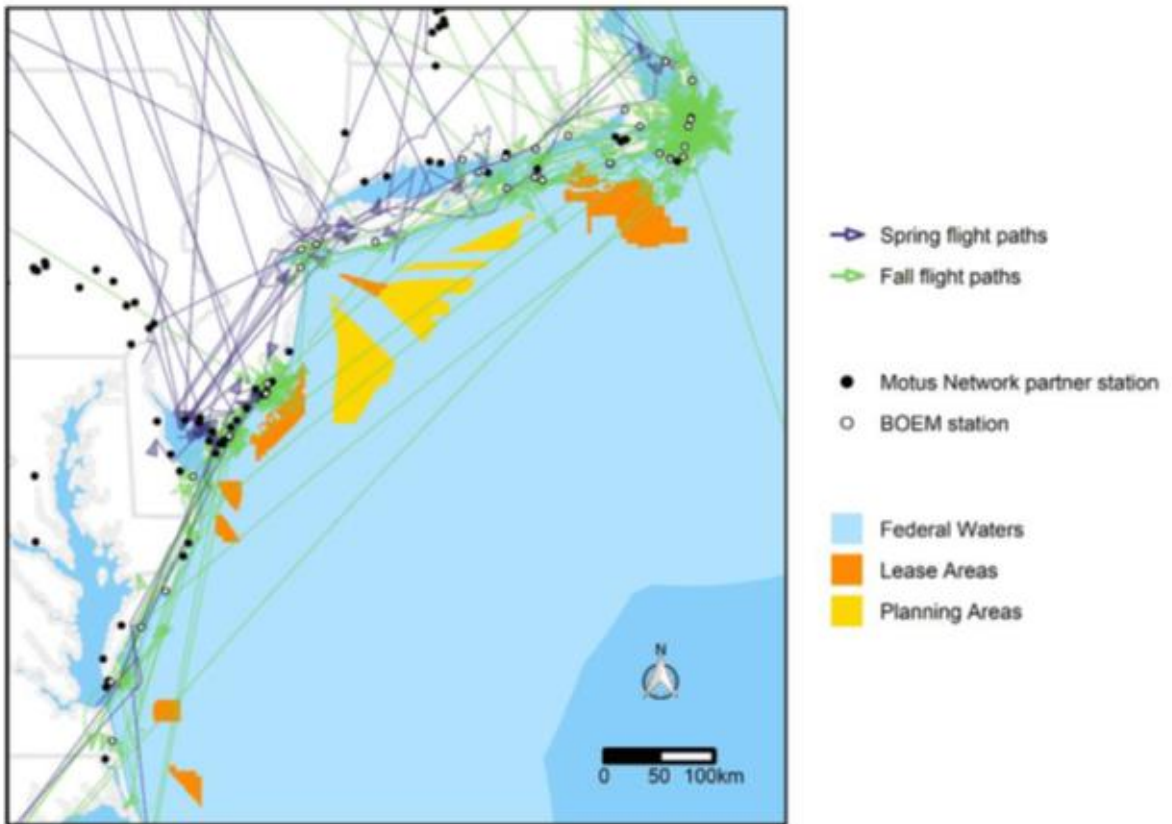 Spring flight paths
Fall flight paths
Motus Network partner station
BOEM station
Federal Waters
Lease Areas
Planning Areas
N
0 50 100km